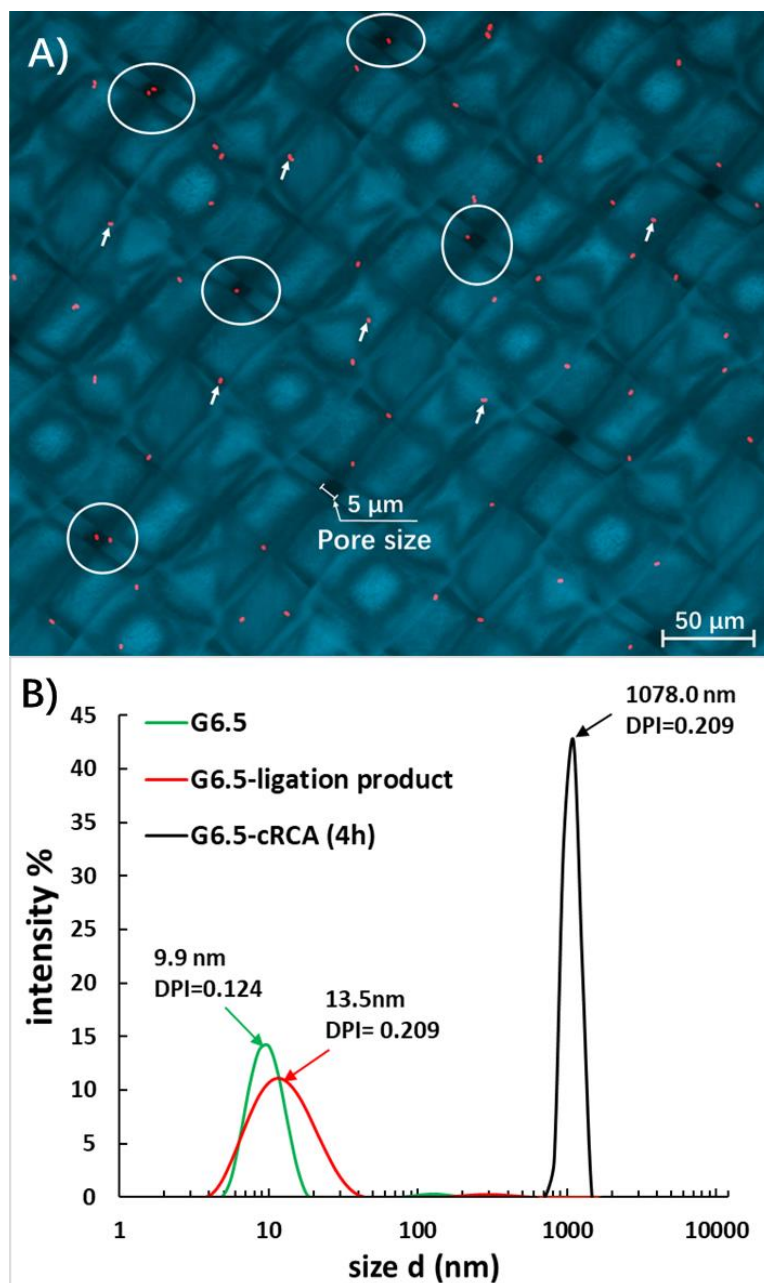 A)
5 μm
Pore size
50 μm
B)
G6.5
G6.5-ligation product
G6.5-cRCA (4h)
1078.0 nm
DPI=0.209
9.9 nm
DPI=0.124
13.5nm
DPI= 0.209
intensity %
45
40
35
30
25
20
15
10
5
0
1
10
100
1000
10000
size d (nm)